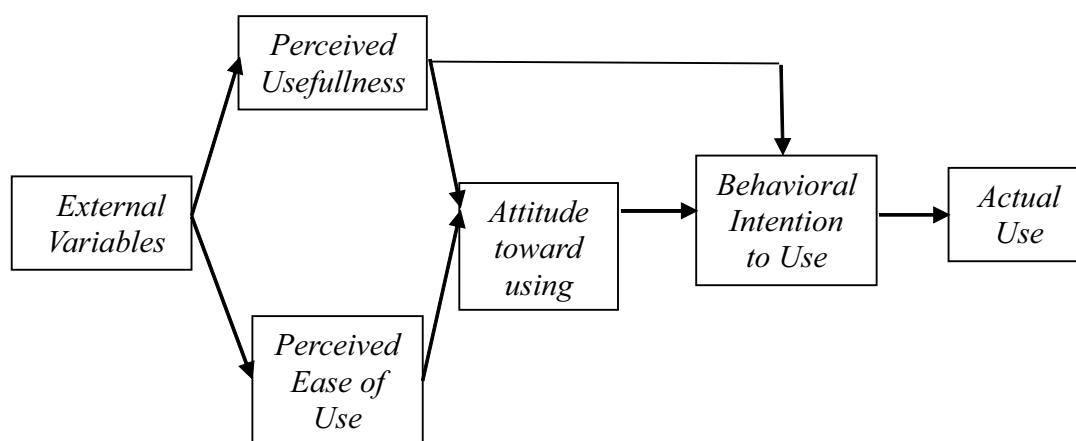 Perceived
Usefullness
External
Variables
Attitude
toward
using
Perceived
Ease of
Use
Behavioral
Intention
to Use
Actual
Use